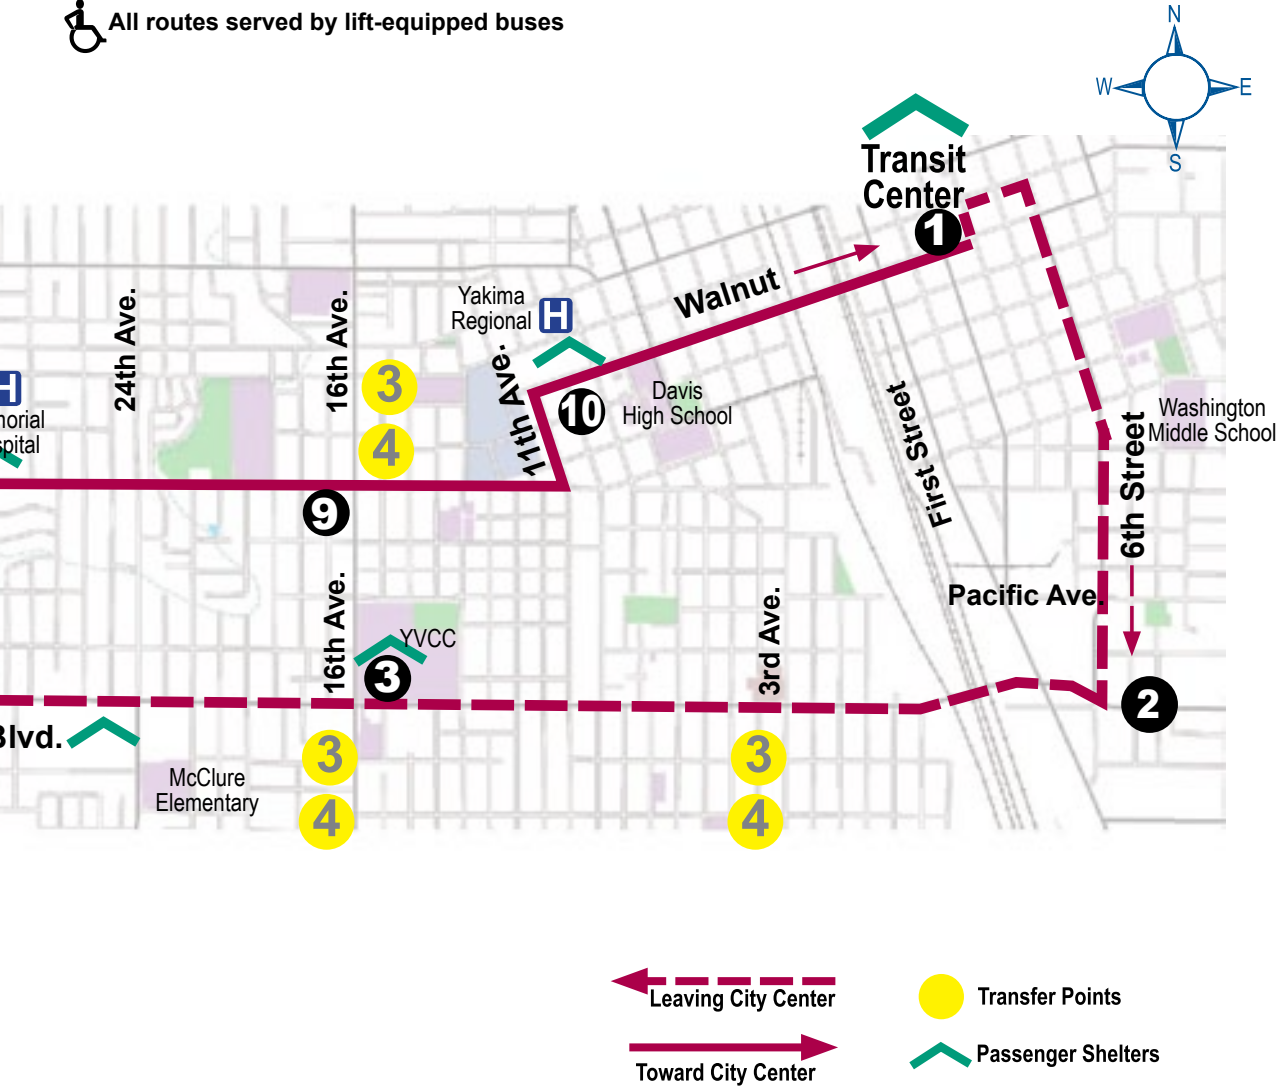 All routes served by lift-equipped buses
N
W
E
S
Transit
Center
1
Walnut
Yakima
Regional
H
24th Ave.
16th Ave.
11th Ave.
3
4
10
Davis
High School
First Street
6th Street
Washington
Middle School
H
morial
spital
9
16th Ave.
YVCC
3
3rd Ave.
Pacific Ave.
2
Blvd.
McClure
Elementary
3
4
3
4
Leaving City Center
Toward City Center
Transfer Points
Passenger Shelters